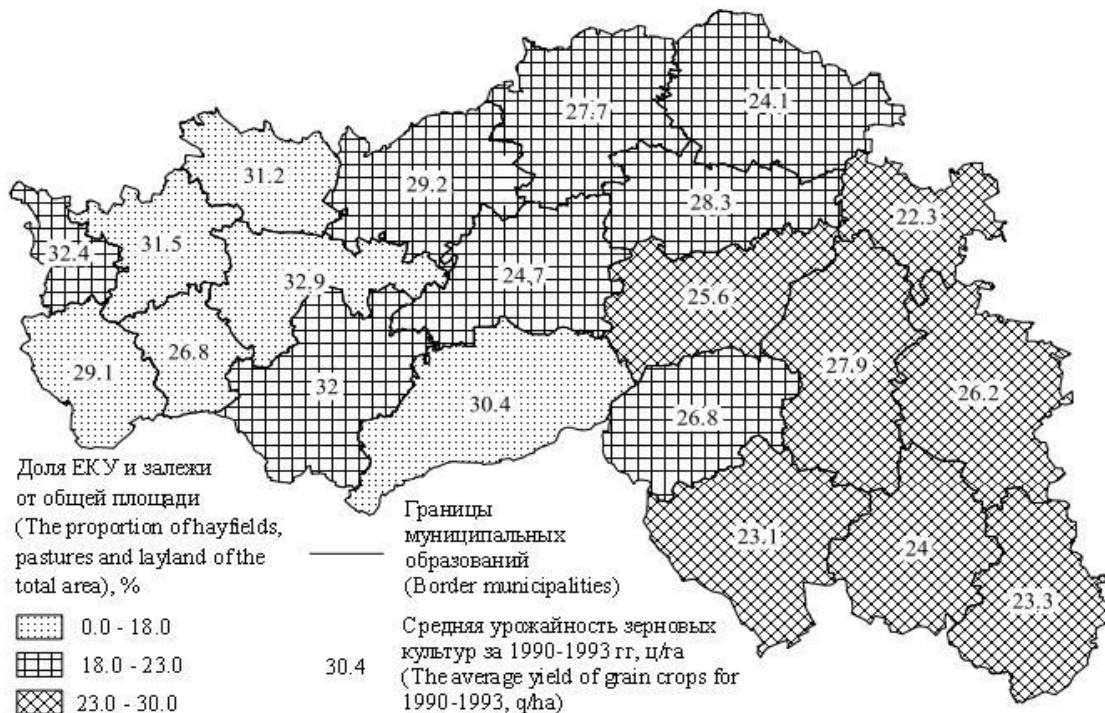 27.7
24.1
31.2
29.2
28.3
22.3
31.5
32.4
24.7
32.9
25.6
26.8
29.1
27.9
26.2
32
30.4
26.8
23.1
24
23.3
Доля ЕКУ и залежи
от общей площади
(The proportion of hayfields,
pastures and layland of the
total area), %
0.0 - 18.0
18.0 - 23.0
23.0 - 30.0
Границы
муниципальных
образований
(Border municipalities)
30.4
Средняя урожайность зерновых
культур за 1990-1993 гг, ц/га
(The average yield of grain crops for
1990-1993, q/ha)